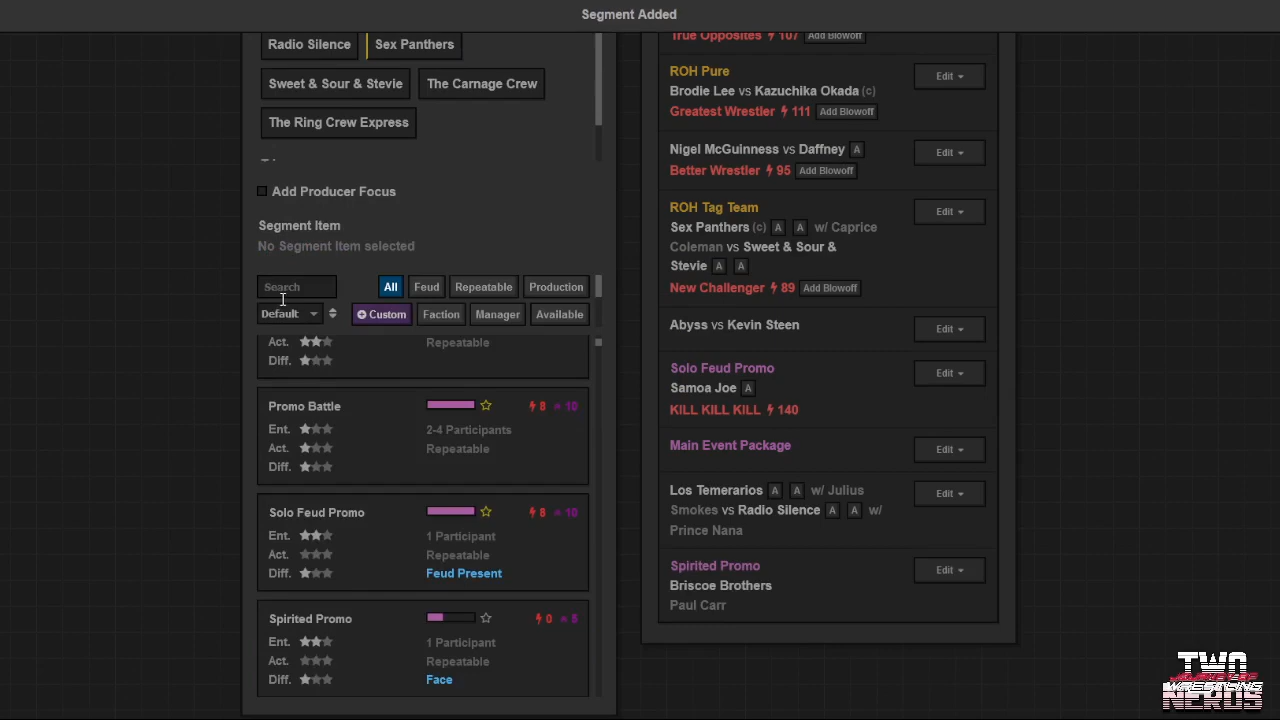 Segment Added
Radio Silence
Sex Panthers
Sweet & Sour & Stevie
The Carnage Crew
The Ring Crew Express
Add Producer Focus
Segment Item
No Segment Item selected
Search
All
Feud
Repeatable
Production
Default
Custom
Faction
Manager
Available
Act.
Repeatable
Diff.
Promo Battle
8 10
Ent.
2-4 Participants
Act.
Repeatable
Diff.
Solo Feud Promo
8 10
Ent.
1 Participant
Act.
Repeatable
Diff.
Feud Present
Spirited Promo
0 5
Ent.
1 Participant
Act.
Repeatable
Diff.
Face
True Opposites 107 Add Blowoff
ROH Pure
Edit
Brodie Lee vs Kazuchika Okada (c)
Greatest Wrestler 111 Add Blowoff
Nigel McGuinness vs Daffney A
Edit
Better Wrestler 95 Add Blowoff
ROH Tag Team
Edit
Sex Panthers (c) A A w/ Caprice
Coleman vs Sweet & Sour &
Stevie A A
New Challenger 89 Add Blowoff
Abyss vs Kevin Steen
Edit
Solo Feud Promo
Edit
Samoa Joe A
KILL KILL KILL 140
Main Event Package
Edit
Los Temerarios A A w/ Julius
Edit
Smokes vs Radio Silence A A w/
Prince Nana
Spirited Promo
Edit
Briscoe Brothers
Paul Carr
TWO
WRESTLING
NERDS